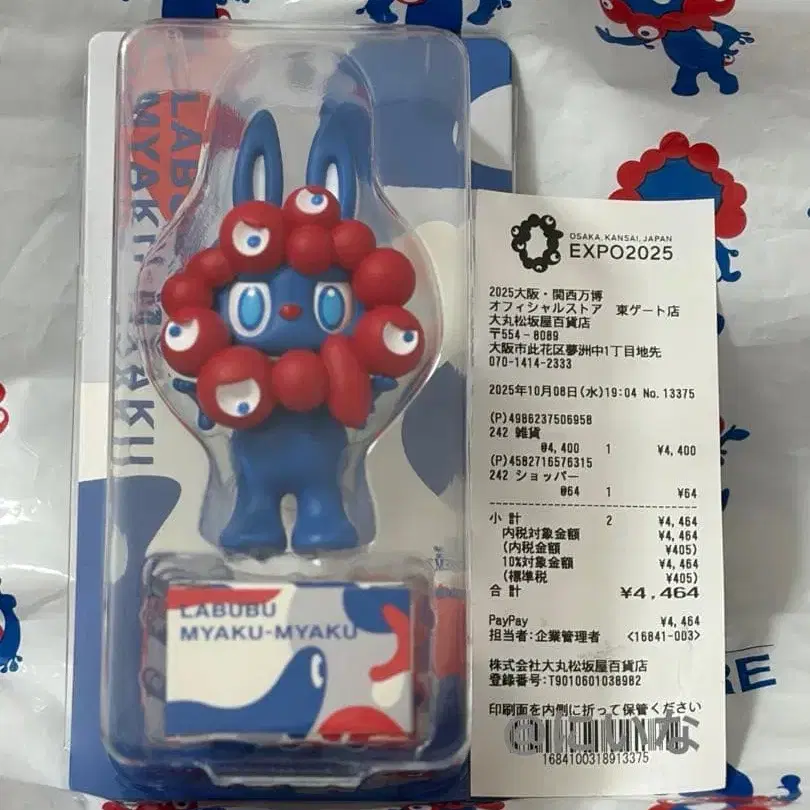 LABUBU
MYAKU-MYAKU
OSAKA, KANSAI, JAPAN
EXPO2025
2025大阪・関西万博
オフィシャルストア 東ゲート店
大丸松坂屋百貨店
〒554-8089
大阪市此花区夢洲中1丁目地先
070-1414-2333
2025年10月08日(水)19:04 No.13375
(P)4986237506958
242 雑貨
@4,400 1 ¥4,400
(P)4582716576315
242 ショッパー
@64 1 ¥64
小 計 2 ¥4,464
内税対象金額 ¥4,464
(内税金額 ¥405)
10%対象金額 ¥4,464
(標準税 ¥405)
合 計 ¥4,464
PayPay ¥4,464
担当者:企業管理者 <16841-003>
株式会社大丸松坂屋百貨店
登録番号:T9010601038982
印刷面を内側に折って保管ください
1684100318913375